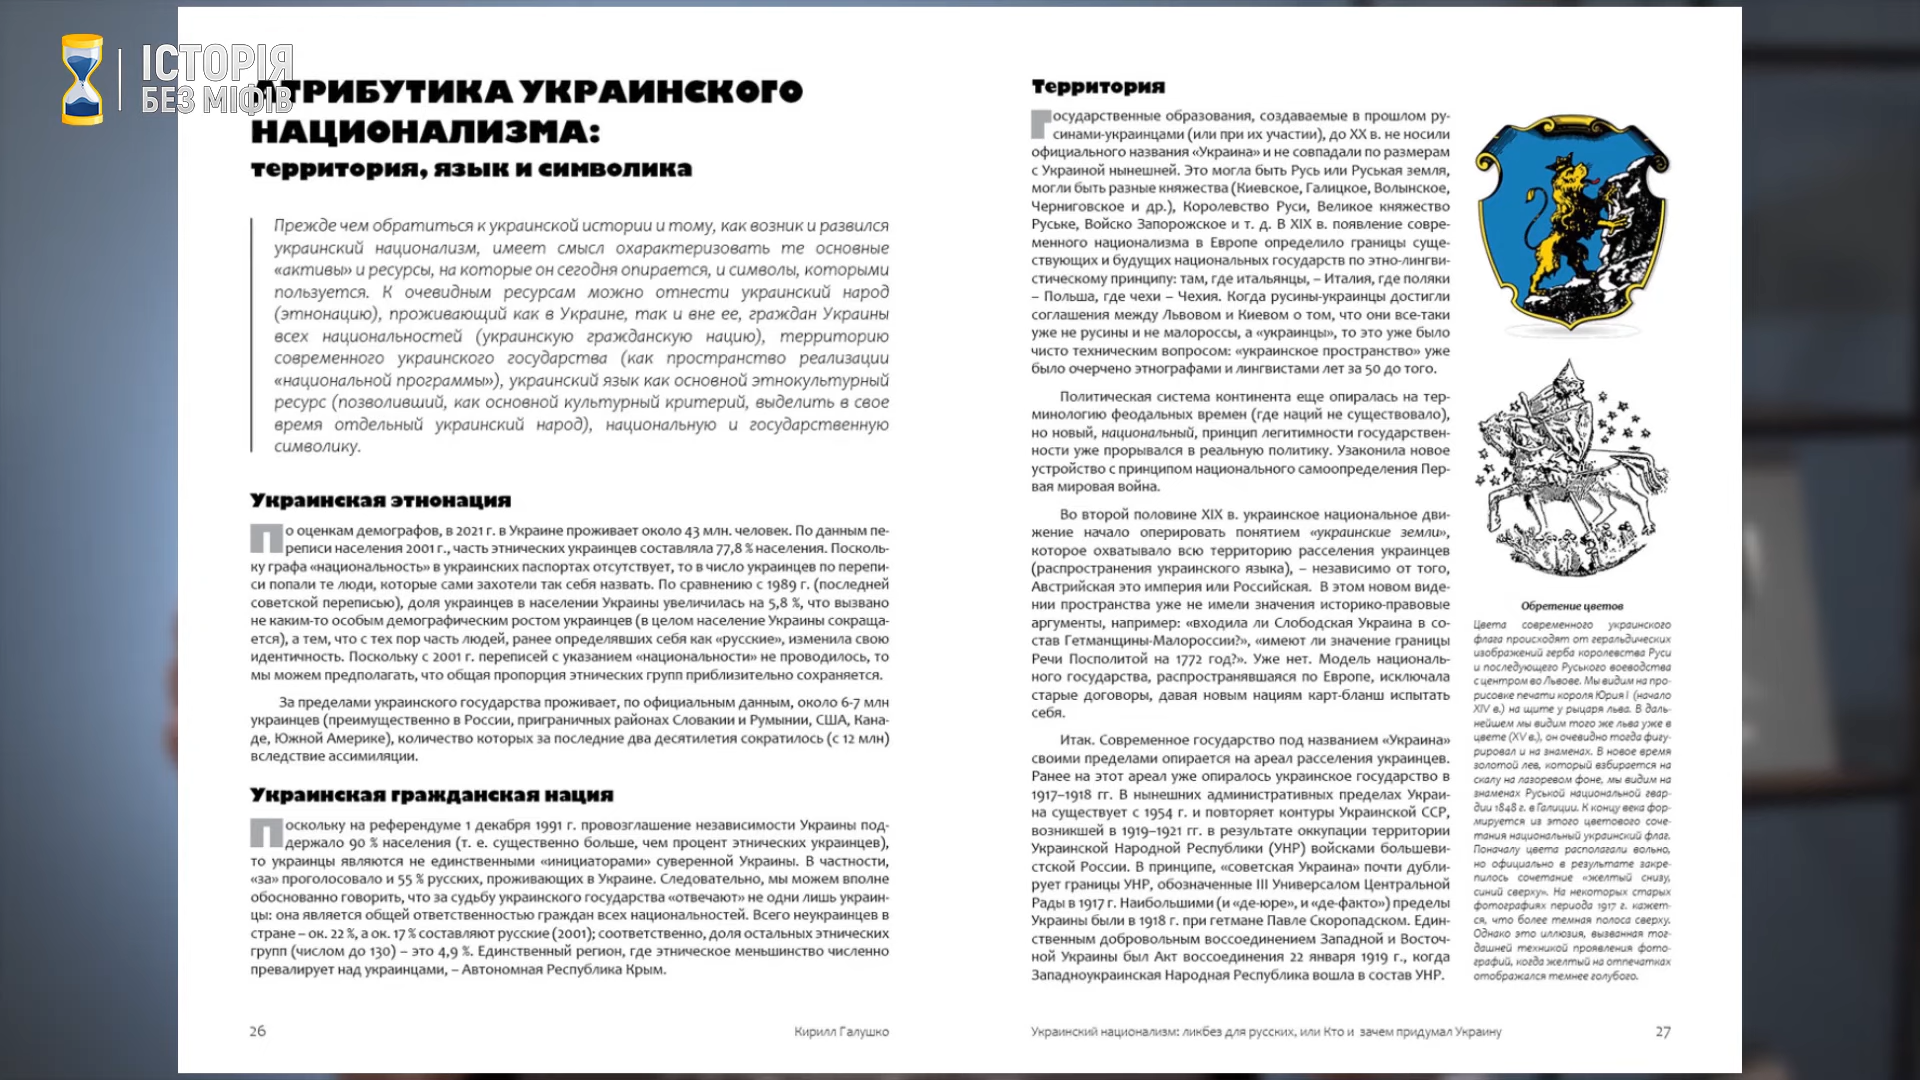 ІСТОРІЯ
БЕЗ МІФІВ
АТРИБУТИКА УКРАИНСКОГО
НАЦИОНАЛИЗМА:
территория, язык и символика
Прежде чем обратиться к украинской истории и тому, как возник и развился
украинский национализм, имеет смысл охарактеризовать те основные
«активы» и ресурсы, на которые он сегодня опирается, и символы, которыми
пользуется. К очевидным ресурсам можно отнести украинский народ
(этнонацию), проживающий как в Украине, так и вне ее, граждан Украины
всех национальностей (украинскую гражданскую нацию), территорию
современного украинского государства (как пространство реализации
«национальной программы»), украинский язык как основной этнокультурный
ресурс (позволивший, как основной культурный критерий, выделить в свое
время отдельный украинский народ), национальную и государственную
символику.
Украинская этнонация
По оценкам демографов, в 2021 г. в Украине проживает около 43 млн. человек. По данным пе-
реписи населения 2001 г., часть этнических украинцев составляла 77,8 % населения. Посколь-
ку графа «национальность» в украинских паспортах отсутствует, то в число украинцев по перепи-
си попали те люди, которые сами захотели так себя назвать. По сравнению с 1989 г. (последней
советской переписью), доля украинцев в населении Украины увеличилась на 5,8 %, что вызвано
не каким-то особым демографическим ростом украинцев (в целом население Украины сокраща-
ется), а тем, что с тех пор часть людей, ранее определявших себя как «русские», изменила свою
идентичность. Поскольку с 2001 г. переписей с указанием «национальности» не проводилось, то
мы можем предполагать, что общая пропорция этнических групп приблизительно сохраняется.
За пределами украинского государства проживает, по официальным данным, около 6-7 млн
украинцев (преимущественно в России, приграничных районах Словакии и Румынии, США, Кана-
де, Южной Америке), количество которых за последние два десятилетия сократилось (с 12 млн)
вследствие ассимиляции.
Украинская гражданская нация
Поскольку на референдуме 1 декабря 1991 г. провозглашение независимости Украины под-
держало 90 % населения (т. е. существенно больше, чем процент этнических украинцев),
то украинцы являются не единственными «инициаторами» суверенной Украины. В частности,
«за» проголосовало и 55 % русских, проживающих в Украине. Следовательно, мы можем вполне
обоснованно говорить, что за судьбу украинского государства «отвечают» не одни лишь украин-
цы: она является общей ответственностью граждан всех национальностей. Всего неукраинцев в
стране – ок. 22 %, а ок. 17 % составляют русские (2001); соответственно, доля остальных этнических
групп (числом до 130) – это 4,9 %. Единственный регион, где этническое меньшинство численно
превалирует над украинцами, – Автономная Республика Крым.
26
Кирилл Галушко
Территория
Государственные образования, создаваемые в прошлом ру-
синами-украинцами (или при их участии), до XX в. не носили
официального названия «Украина» и не совпадали по размерам
с Украиной нынешней. Это могла быть Русь или Руськая земля,
могли быть разные княжества (Киевское, Галицкое, Волынское,
Черниговское и др.), Королевство Руси, Великое княжество
Руське, Войско Запорожское и т. д. В XIX в. появление совре-
менного национализма в Европе определило границы суще-
ствующих и будущих национальных государств по этно-лингви-
стическому принципу: там, где итальянцы, – Италия, где поляки
– Польша, где чехи – Чехия. Когда русины-украинцы достигли
соглашения между Львовом и Киевом о том, что они все-таки
уже не русины и не малороссы, а «украинцы», то это уже было
чисто техническим вопросом: «украинское пространство» уже
было очерчено этнографами и лингвистами лет за 50 до того.
Политическая система континента еще опиралась на тер-
минологию феодальных времен (где наций не существовало),
но новый, национальный, принцип легитимности государствен-
ности уже прорывался в реальную политику. Узаконила новое
устройство с принципом национального самоопределения Пер-
вая мировая война.
Во второй половине XIX в. украинское национальное дви-
жение начало оперировать понятием «украинские земли»,
которое охватывало всю территорию расселения украинцев
(распространения украинского языка), – независимо от того,
Австрийская это империя или Российская. В этом новом виде-
нии пространства уже не имели значения историко-правовые
аргументы, например: «входила ли Слободская Украина в со-
став Гетманщины-Малороссии?», «имеют ли значение границы
Речи Посполитой на 1772 год?». Уже нет. Модель националь-
ного государства, распространявшаяся по Европе, исключала
старые договоры, давая новым нациям карт-бланш испытать
себя.
Итак. Современное государство под названием «Украина»
своими пределами опирается на ареал расселения украинцев.
Ранее на этот ареал уже опиралось украинское государство в
1917–1918 гг. В нынешних административных пределах Украи-
на существует с 1954 г. и повторяет контуры Украинской ССР,
возникшей в 1919–1921 гг. в результате оккупации территории
Украинской Народной Республики (УНР) войсками большеви-
стской России. В принципе, «советская Украина» почти дубли-
рует границы УНР, обозначенные III Универсалом Центральной
Рады в 1917 г. Наибольшими (и «де-юре», и «де-факто») пределы
Украины были в 1918 г. при гетмане Павле Скоропадском. Един-
ственным добровольным воссоединением Западной и Восточ-
ной Украины был Акт воссоединения 22 января 1919 г., когда
Западноукраинская Народная Республика вошла в состав УНР.
Обретение цветов
Цвета современного украинского
флага происходят от геральдических
изображений герба королевства Руси
и последующего Руського воеводства
с центром во Львове. Мы видим на про-
рисовке печати короля Юрия I (начало
XIV в.) на щите у рыцаря льва. В даль-
нейшем мы видим того же льва уже в
цвете (XV в.), он очевидно тогда фигу-
рировал и на знаменах. В новое время
золотой лев, который взбирается на
скалу на лазоревом фоне, мы видим на
знаменах Руськой национальной гвар-
дии 1848 г. в Галиции. К концу века фор-
мируется из этого цветового соче-
тания национальный украинский флаг.
Поначалу цвета располагали вольно,
но официально в результате закре-
пилось сочетание «желтый снизу,
синий сверху». На некоторых старых
фотографиях периода 1917 г. кажет-
ся, что более темная полоса сверху.
Однако это иллюзия, вызванная тог-
дашней техникой проявления фото-
графий, когда желтый на отпечатках
отображался темнее голубого.
Украинский национализм: ликбез для русских, или Кто и зачем придумал Украину
27